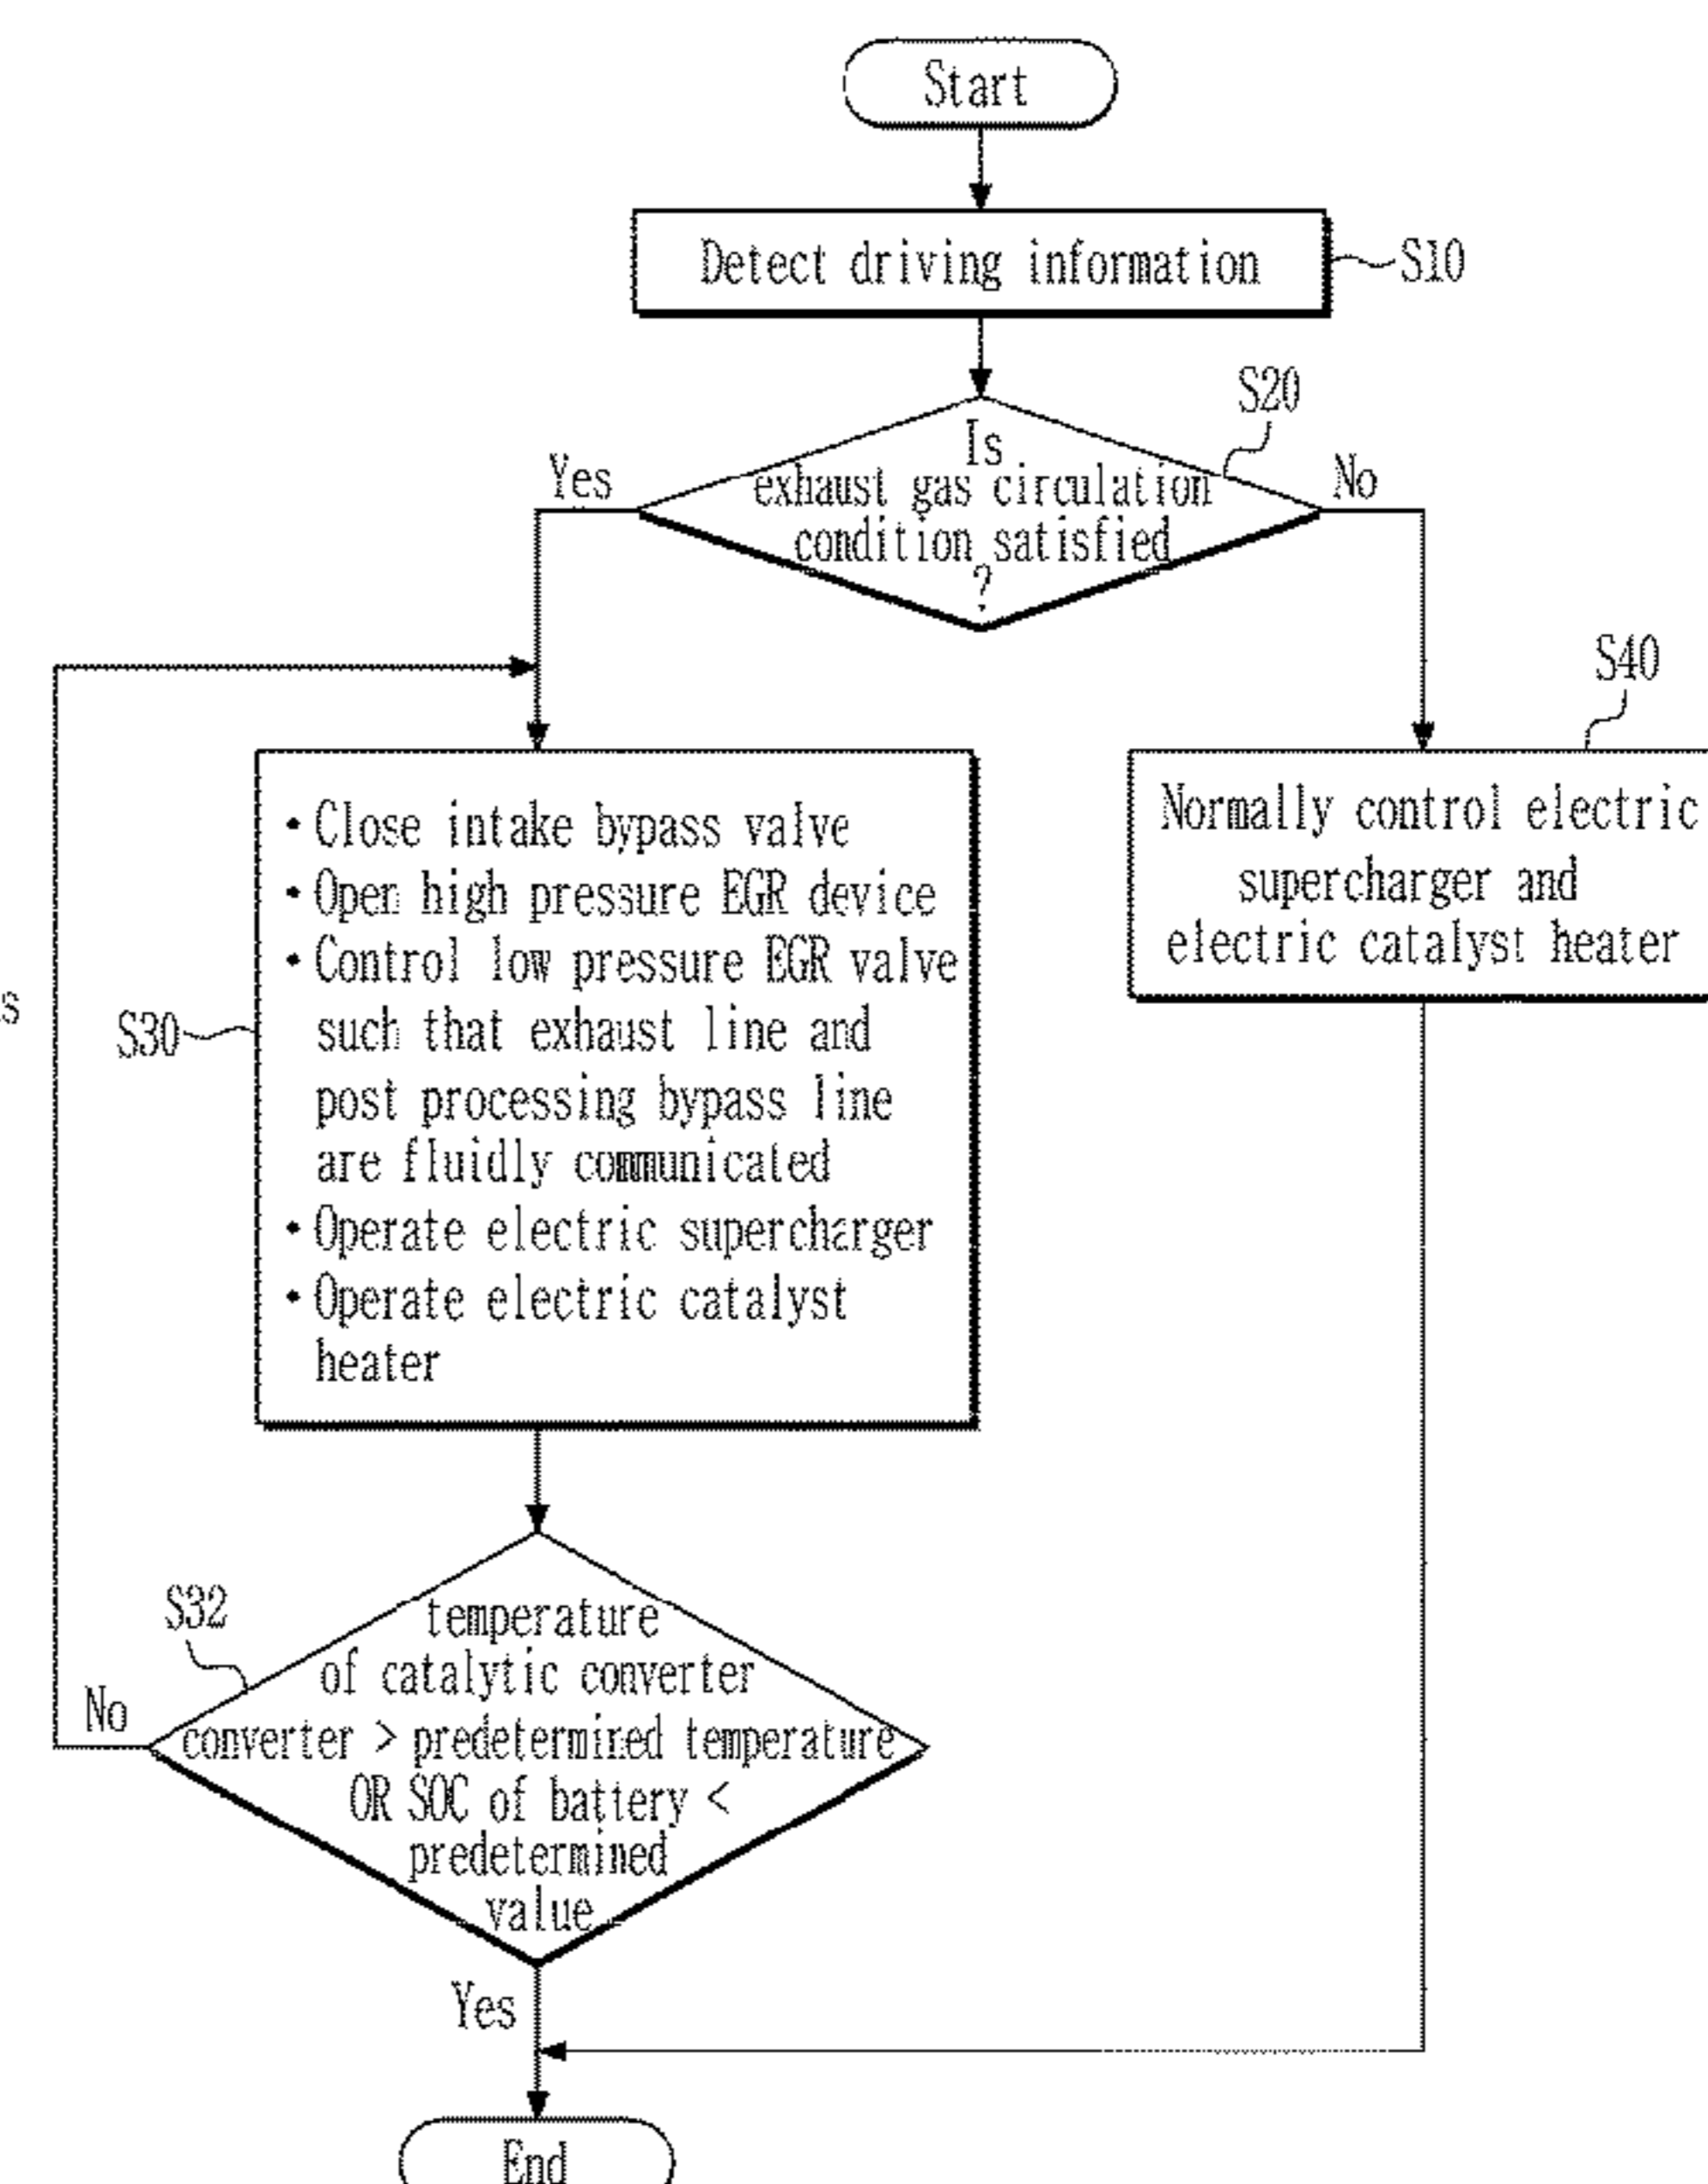 Start
Detect driving information
S10
S20
Is
exhaust gas circulation
condition satisfied
?
Yes
No
S40
Normally control electric
supercharger and
electric catalyst heater
S30
• Close intake bypass valve
• Open high pressure EGR device
• Control low pressure EGR valve
such that exhaust line and
post processing bypass line
are fluidly communicated
• Operate electric supercharger
• Operate electric catalyst
heater
S32
temperature
of catalytic converter
converter > predetermined temperature
OR SOC of battery <
predetermined
value
No
Yes
End